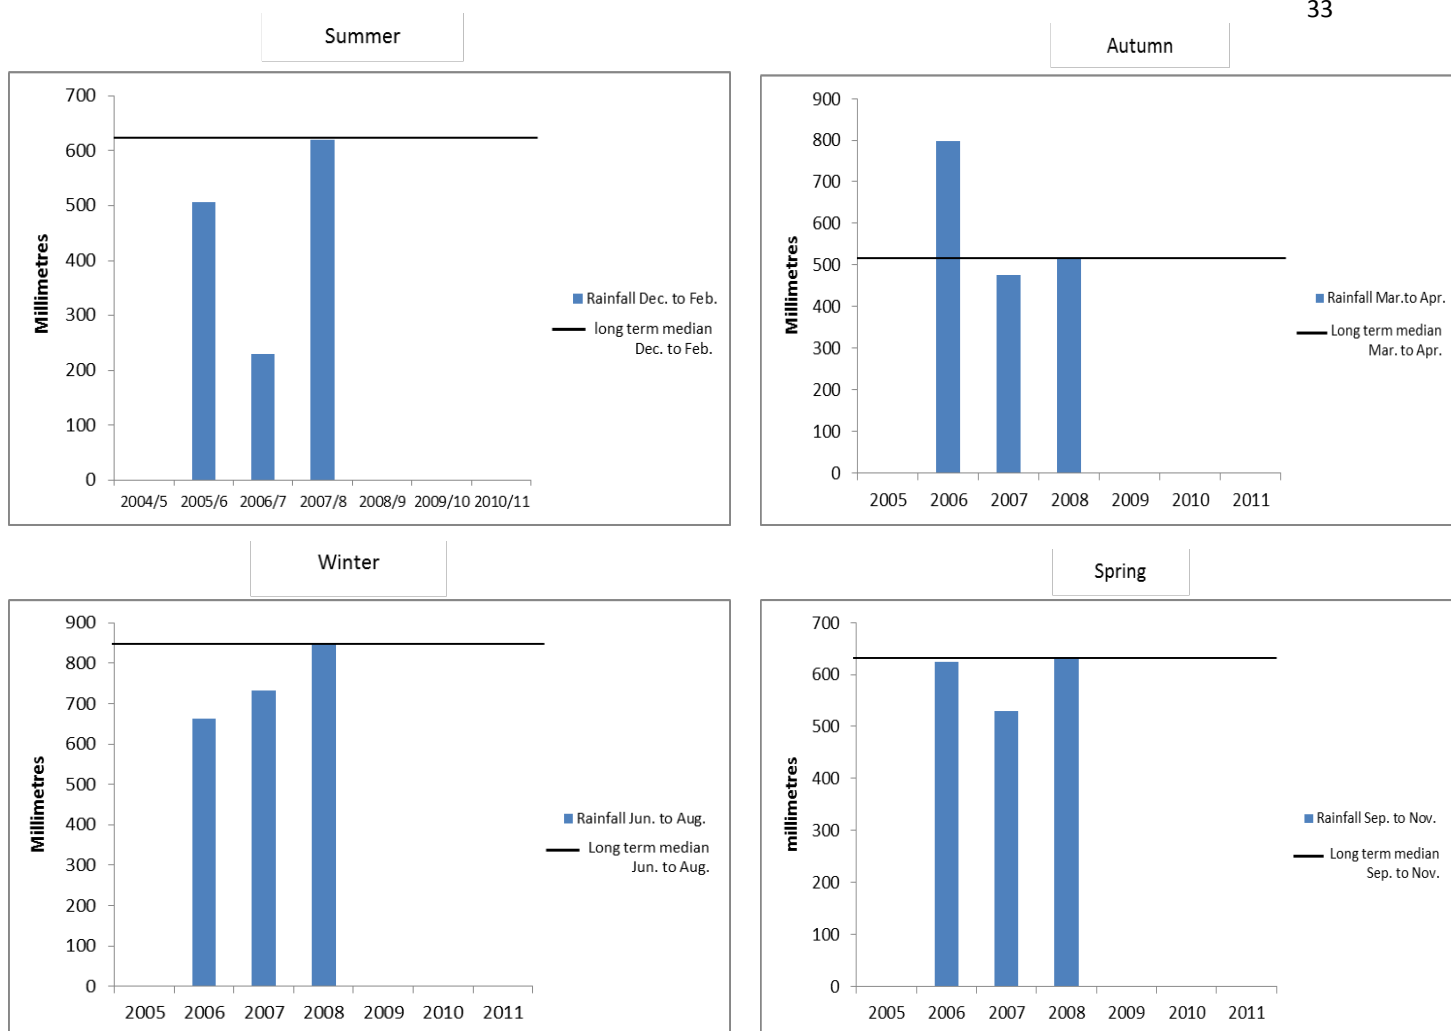 33
Summer
700
600
500
400
300
200
100
0
Millimetres
2004/5 2005/6 2006/7 2007/8 2008/9 2009/10 2010/11
Rainfall Dec. to Feb.
long term median
Dec. to Feb.
Autumn
900
800
700
600
500
400
300
200
100
0
Millimetres
2005 2006 2007 2008 2009 2010 2011
Rainfall Mar.to Apr.
Long term median
Mar. to Apr.
Winter
900
800
700
600
500
400
300
200
100
0
Millimetres
2005 2006 2007 2008 2009 2010 2011
Rainfall Jun. to Aug.
Long term median
Jun. to Aug.
Spring
700
600
500
400
300
200
100
0
millimetres
2005 2006 2007 2008 2009 2010 2011
Rainfall Sep. to Nov.
Long term median
Sep. to Nov.